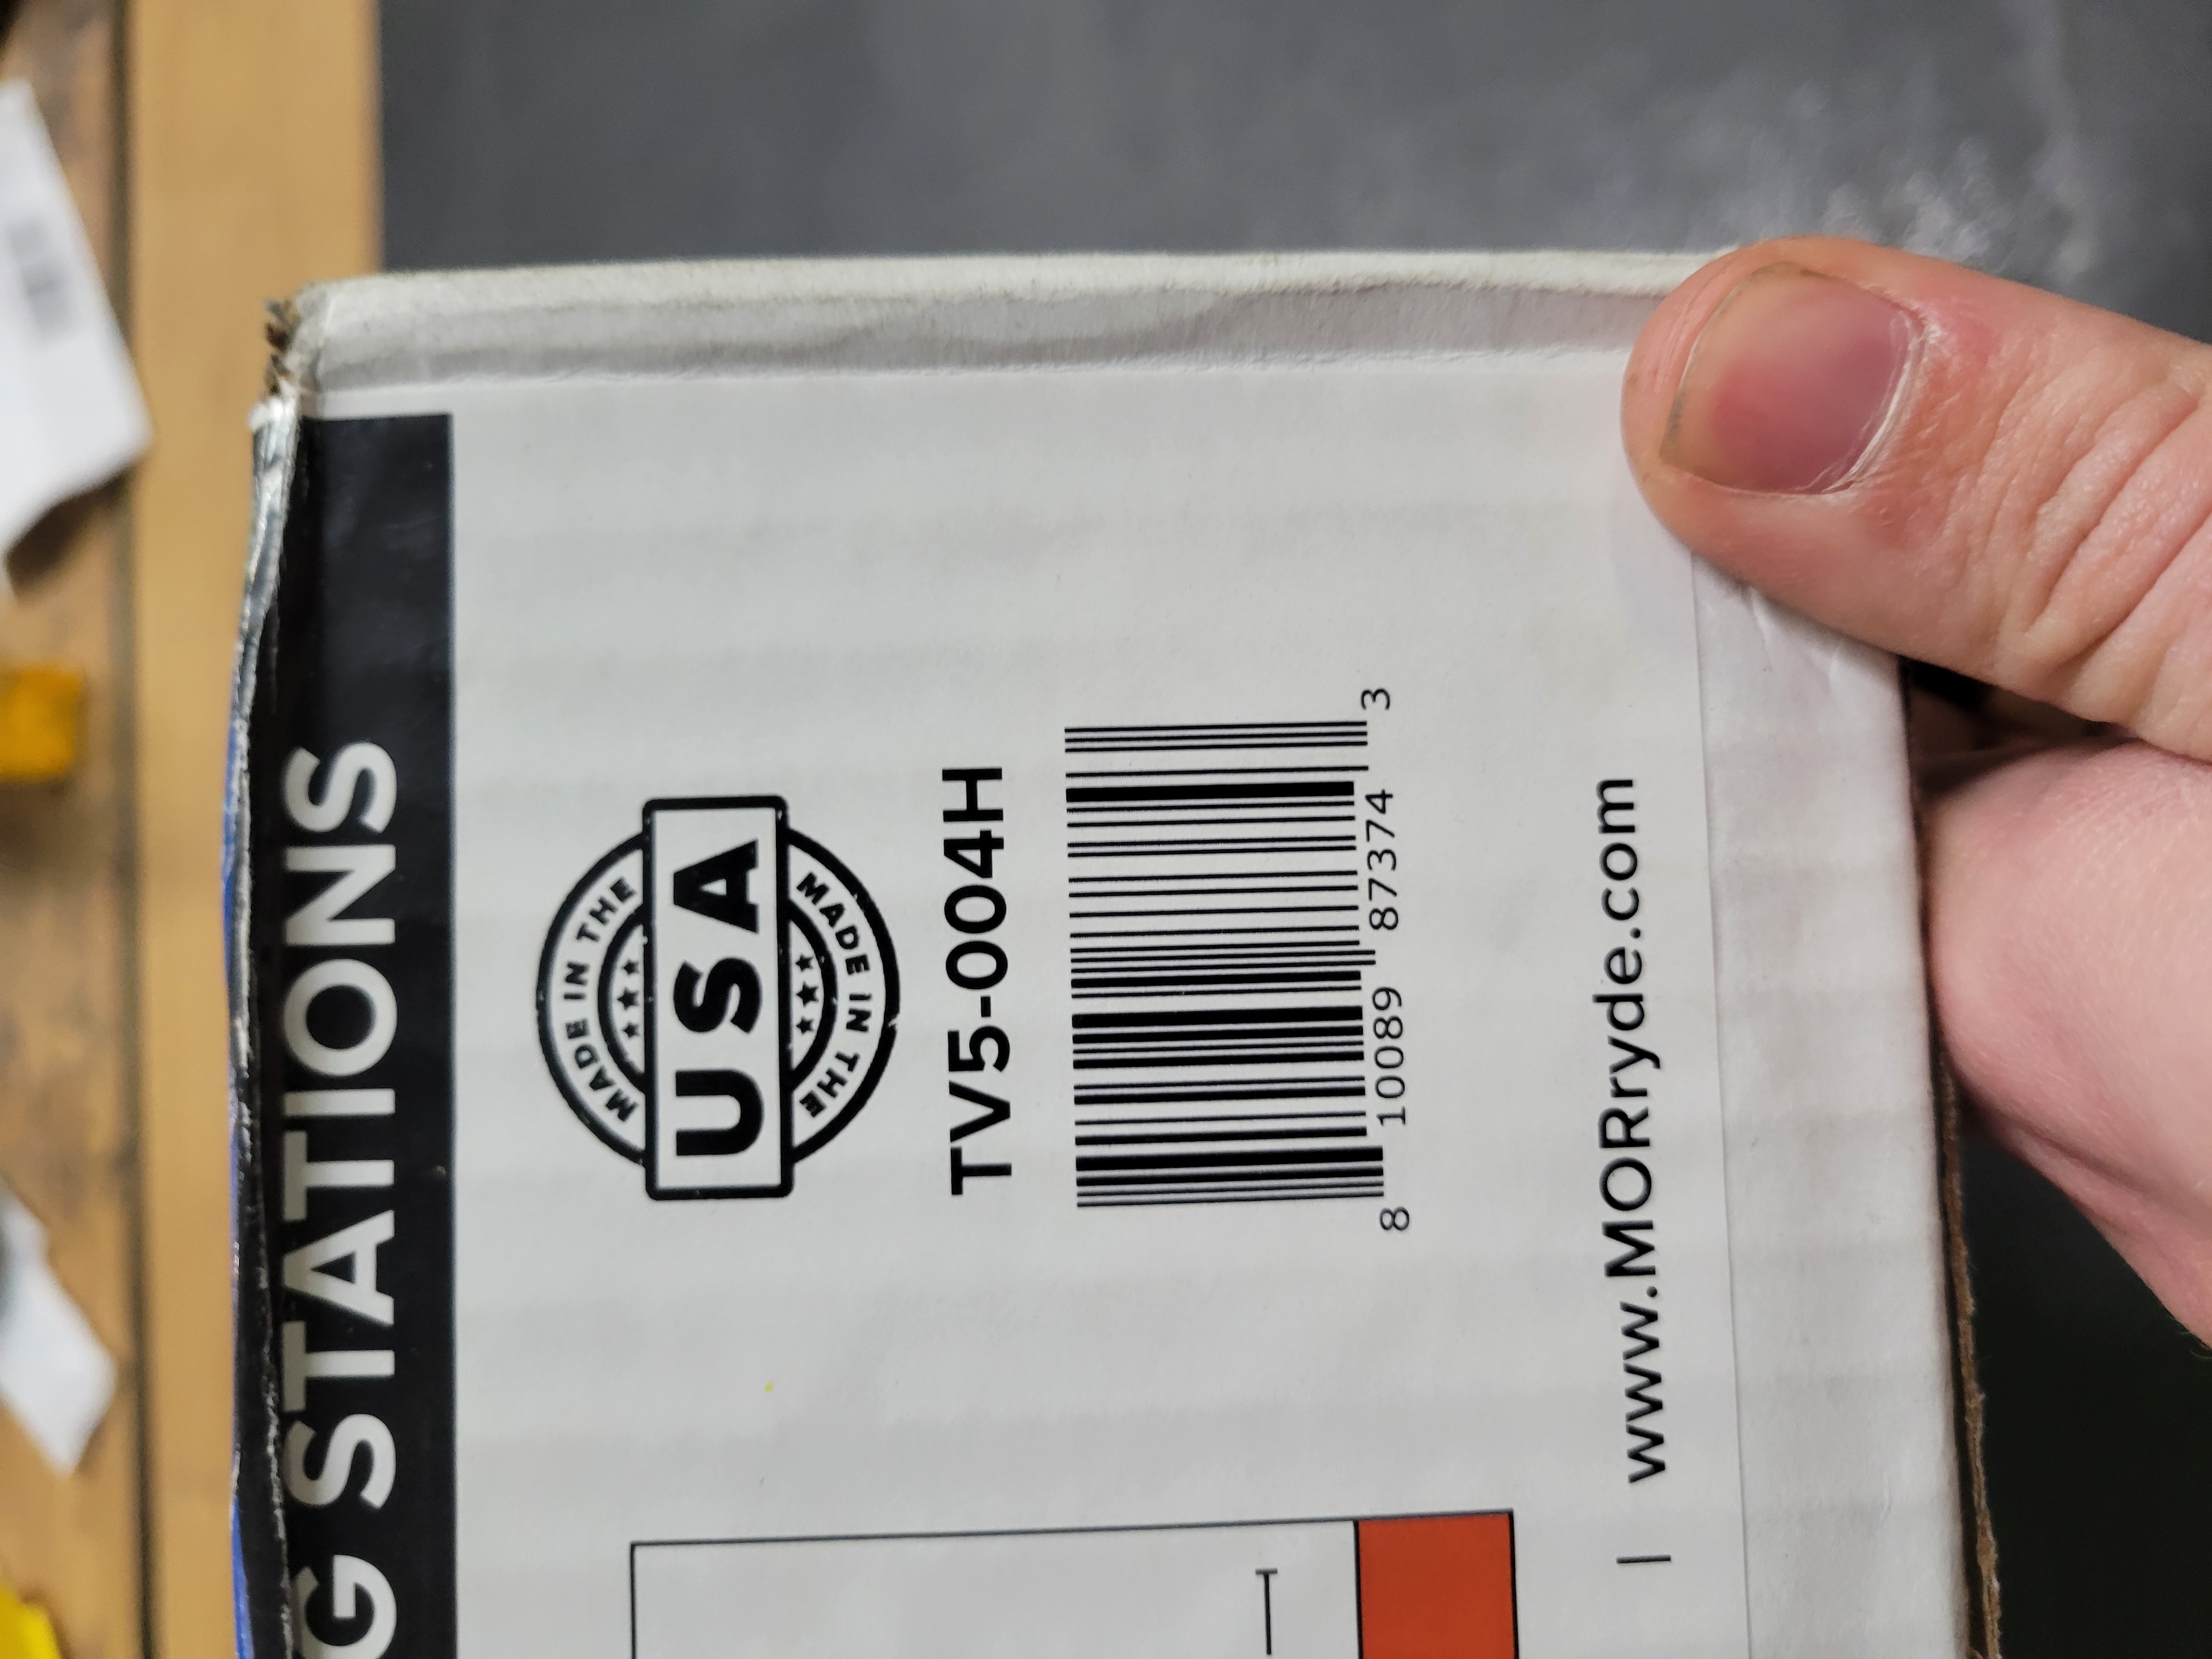 G STATIONS
MADE IN THE
USA
MADE IN THE
TV5-004H
8 10089 87374 3
| www.MORryde.com